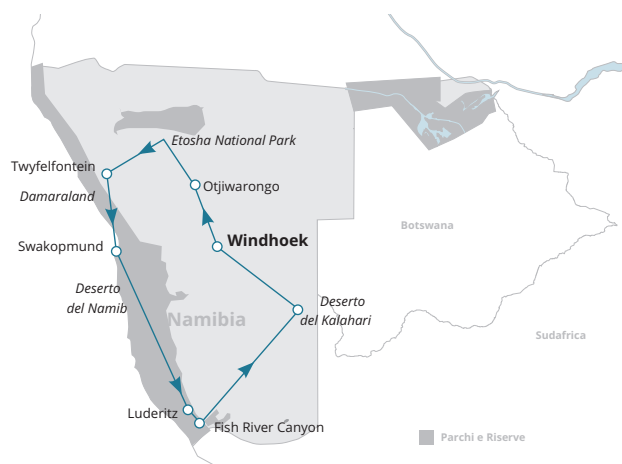 Etosha National Park
Twyfelfontein
Otjiwarongo
Damaraland
Botswana
Swakopmund
Windhoek
Deserto
del Namib
Deserto
del Kalahari
Namibia
Sudafrica
Luderitz
Fish River Canyon
Parchi e Riserve